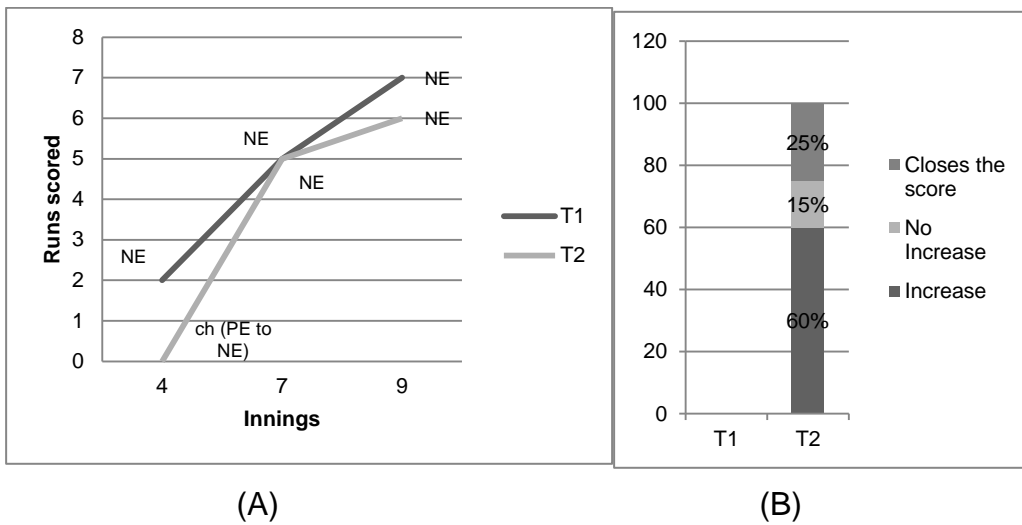 8
7
6
5
4
3
2
1
0
Runs scored
NE
NE
NE
NE
NE
ch (PE to
NE)
4
7
9
Innings
T1
T2
(A)
120
100
80
60
40
20
0
25%
15%
60%
T1
T2
Closes the
score
No
Increase
Increase
(B)